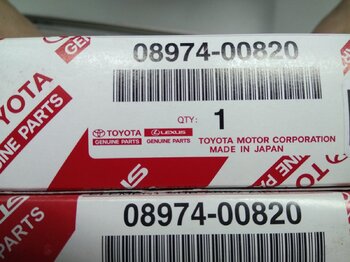 TOYOTA
GENUINE PARTS
08974-00820
QTY: 1
TOYOTA
GENUINE PARTS
LEXUS
GENUINE PARTS
TOYOTA MOTOR CORPORATION
MADE IN JAPAN
LEXUS
08974-00820